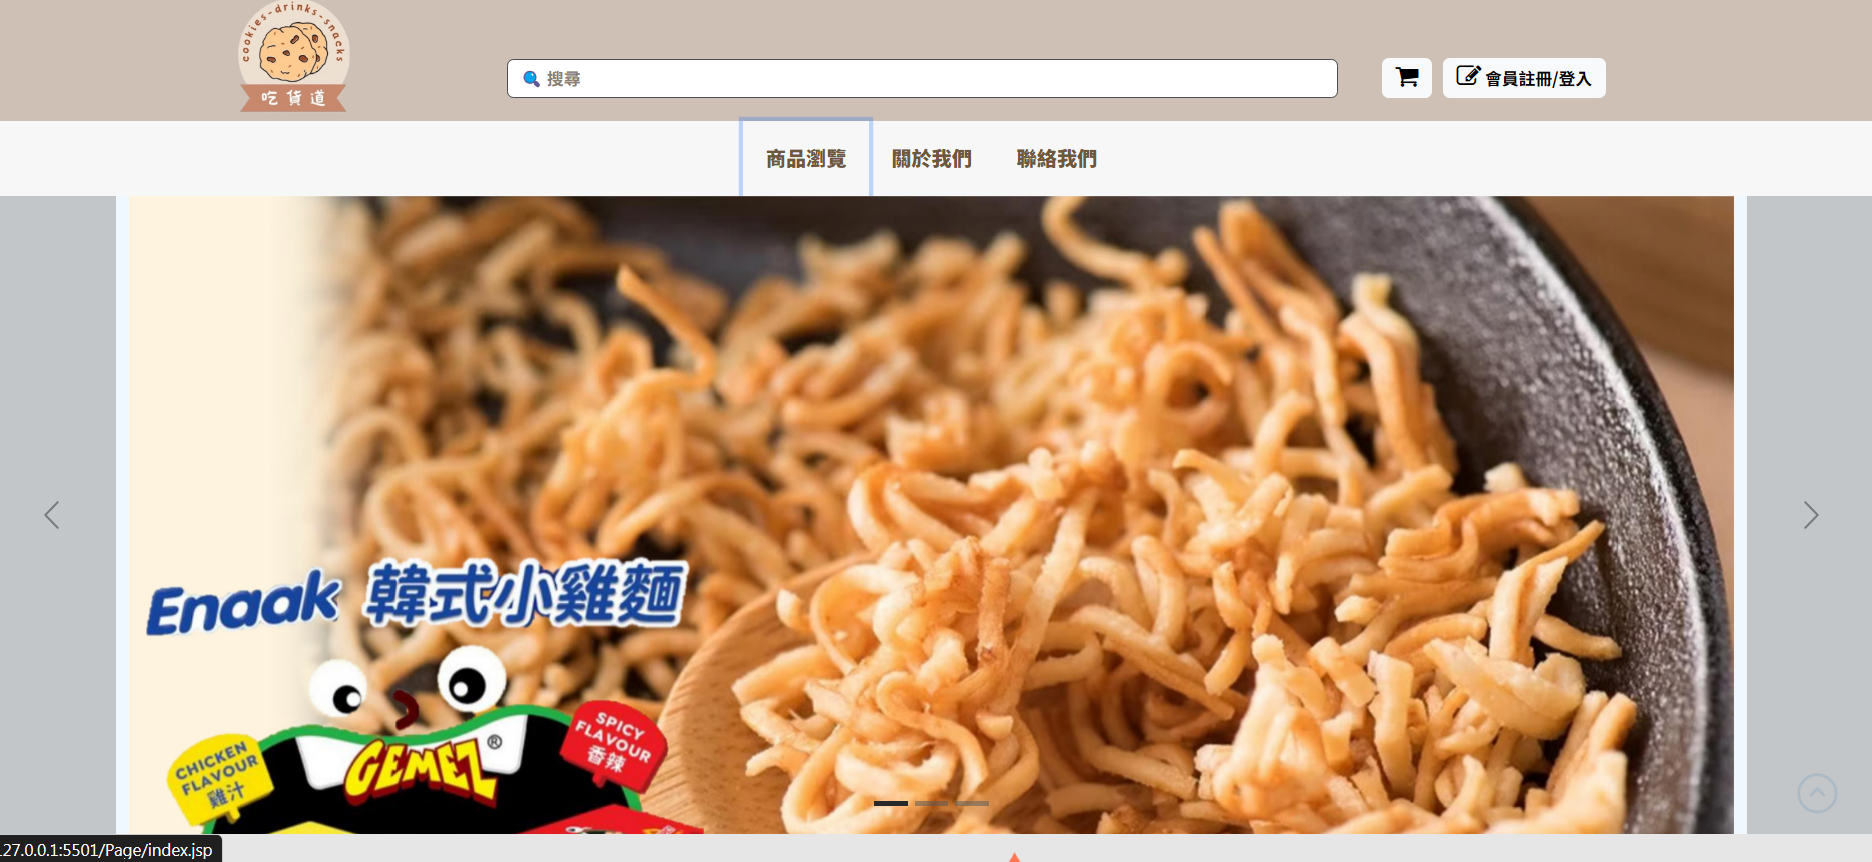 cookies-drinks-snacks
吃貨道
搜尋
會員註冊/登入
商品瀏覽
關於我們
聯絡我們
Enaak 韓式小雞麵
CHICKEN
FLAVOUR
雞汁
GEMEZ®
SPICY
FLAVOUR
香辣
27.0.0.1:5501/Page/index.jsp